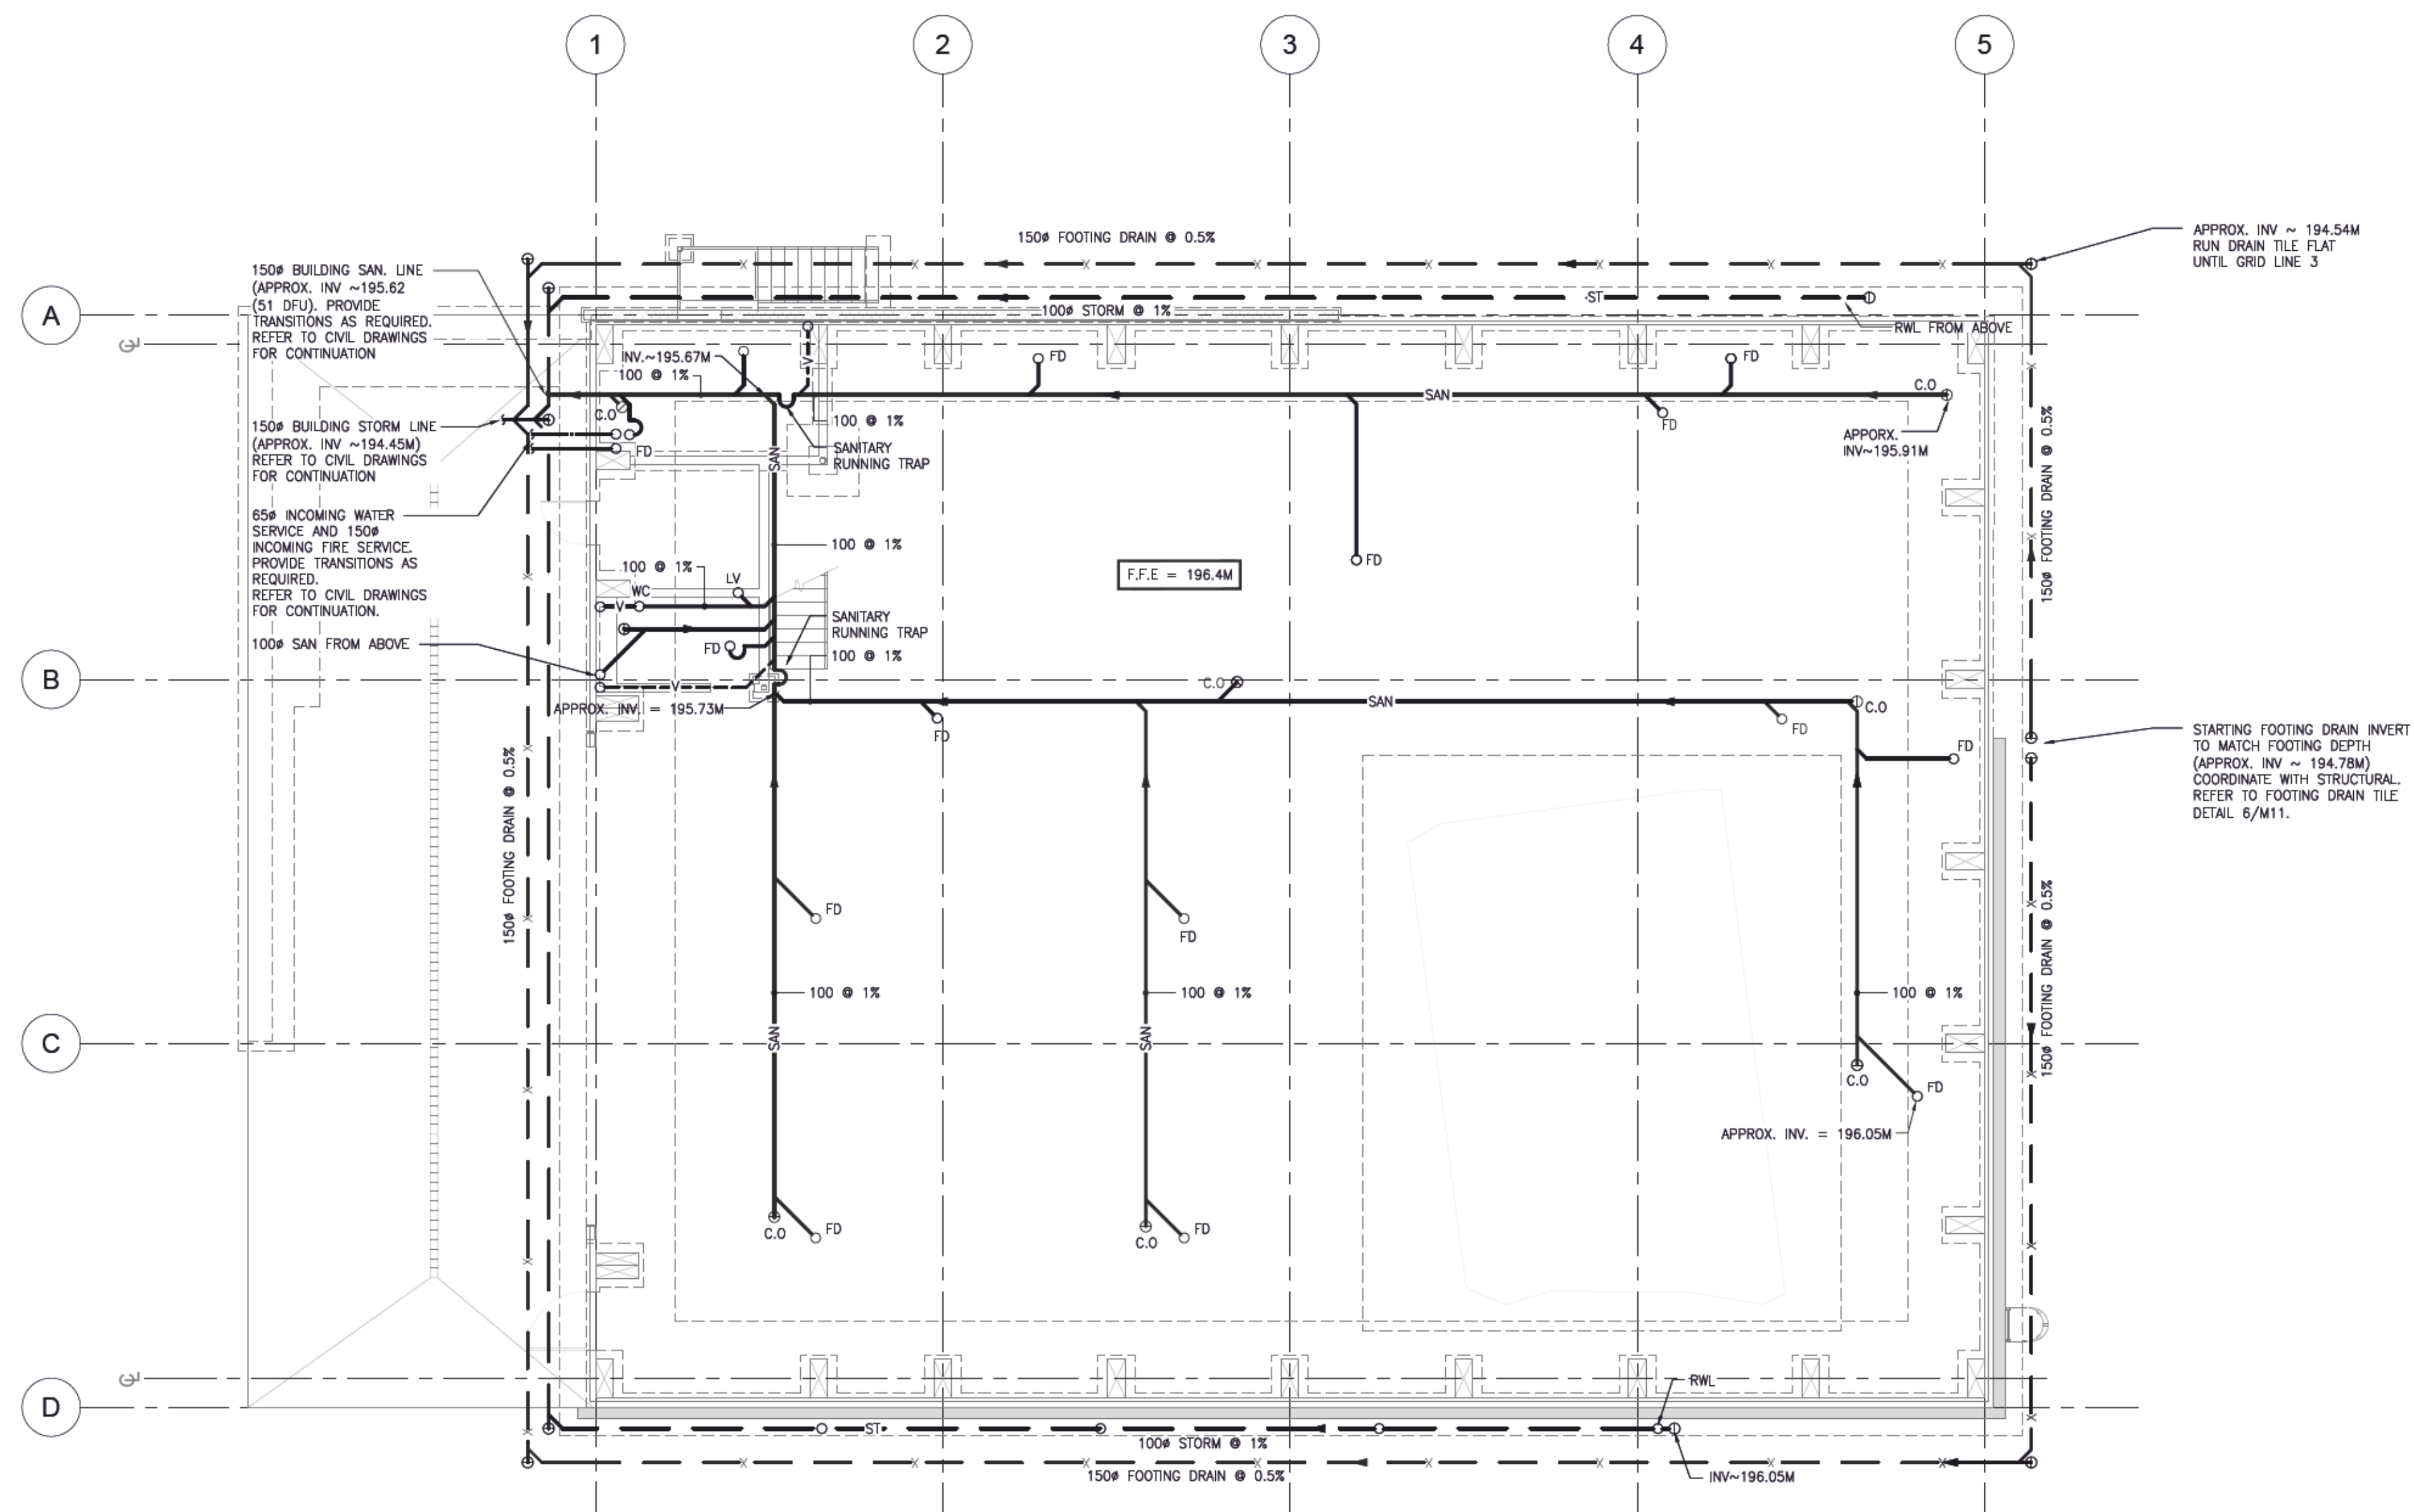 1
2
3
4
5
A
B
C
D
150ø FOOTING DRAIN @ 0.5%
APPROX. INV ~ 194.54M
RUN DRAIN TILE FLAT
UNTIL GRID LINE 3
150ø BUILDING SAN. LINE
(APPROX. INV ~195.62
(51 DFU). PROVIDE
TRANSITIONS AS REQUIRED.
REFER TO CIVIL DRAWINGS
FOR CONTINUATION
ST
100ø STORM @ 1%
RWL FROM ABOVE
℄
INV.~195.67M
V
FD
FD
100 @ 1%
SAN
C.O
C.O
100 @ 1%
FD
APPORX.
INV~195.91M
150ø BUILDING STORM LINE
(APPROX. INV ~194.45M)
REFER TO CIVIL DRAWINGS
FOR CONTINUATION
FD
SAN
SANITARY
RUNNING TRAP
150ø FOOTING DRAIN @ 0.5%
65ø INCOMING WATER
SERVICE AND 150ø
INCOMING FIRE SERVICE.
PROVIDE TRANSITIONS AS
REQUIRED.
REFER TO CIVIL DRAWINGS
FOR CONTINUATION.
100 @ 1%
FD
100 @ 1%
LV
WC
V
F.F.E = 196.4M
SANITARY
RUNNING TRAP
100ø SAN FROM ABOVE
FD
100 @ 1%
V
C.O
APPROX. INV. = 195.73M
SAN
C.O
FD
FD
FD
STARTING FOOTING DRAIN INVERT
TO MATCH FOOTING DEPTH
(APPROX. INV ~ 194.78M)
COORDINATE WITH STRUCTURAL.
REFER TO FOOTING DRAIN TILE
DETAIL 6/M11.
150ø FOOTING DRAIN @ 0.5%
FD
FD
150ø FOOTING DRAIN @ 0.5%
100 @ 1%
100 @ 1%
100 @ 1%
SAN
SAN
C.O
FD
APPROX. INV. = 196.05M
C.O
FD
C.O
FD
℄
RWL
ST
100ø STORM @ 1%
150ø FOOTING DRAIN @ 0.5%
INV~196.05M